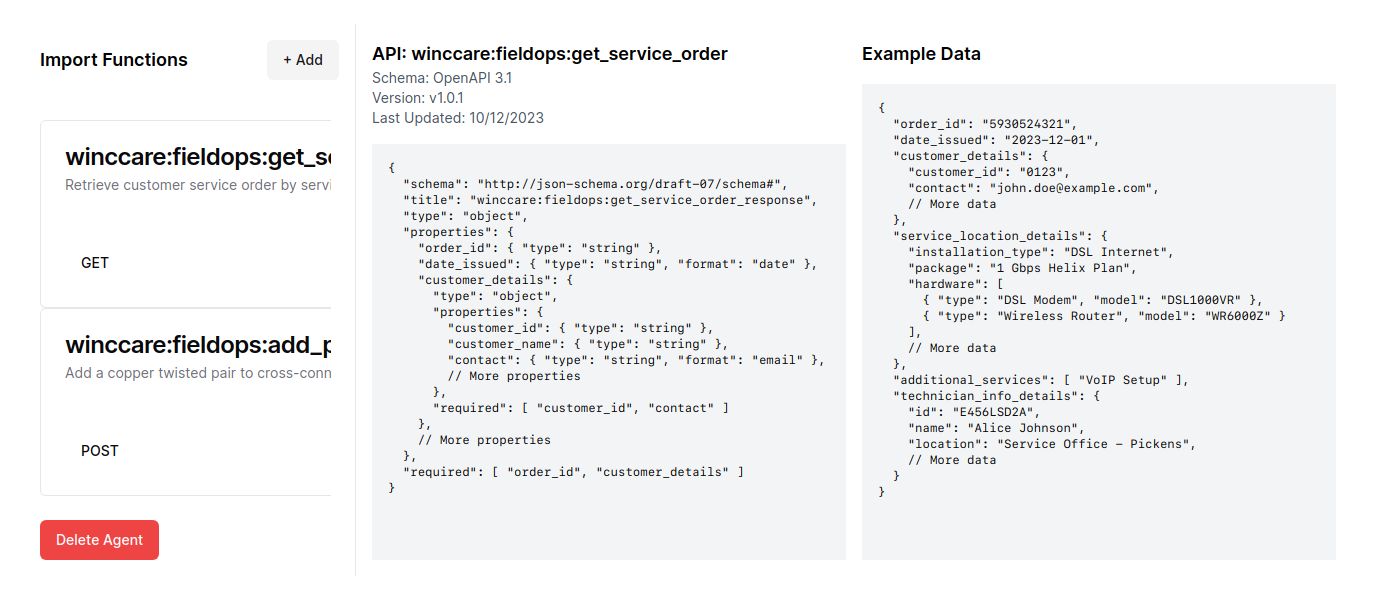 Import Functions
+ Add
winccare:fieldops:get_s
Retrieve customer service order by servi
GET
winccare:fieldops:add_p
Add a copper twisted pair to cross-conn
POST
Delete Agent
API: winccare:fieldops:get_service_order
Schema: OpenAPI 3.1
Version: v1.0.1
Last Updated: 10/12/2023
{
  "schema": "http://json-schema.org/draft-07/schema#",
  "title": "winccare:fieldops:get_service_order_response",
  "type": "object",
  "properties": {
    "order_id": { "type": "string" },
    "date_issued": { "type": "string", "format": "date" },
    "customer_details": {
      "type": "object",
      "properties": {
        "customer_id": { "type": "string" },
        "customer_name": { "type": "string" },
        "contact": { "type": "string", "format": "email" },
        // More properties
      },
      "required": [ "customer_id", "contact" ]
    },
    // More properties
  },
  "required": [ "order_id", "customer_details" ]
}
Example Data
{
  "order_id": "5930524321",
  "date_issued": "2023-12-01",
  "customer_details": {
    "customer_id": "0123",
    "contact": "john.doe@example.com",
    // More data
  },
  "service_location_details": {
    "installation_type": "DSL Internet",
    "package": "1 Gbps Helix Plan",
    "hardware": [
      { "type": "DSL Modem", "model": "DSL1000VR" },
      { "type": "Wireless Router", "model": "WR6000Z" }
    ],
    // More data
  },
  "additional_services": [ "VoIP Setup" ],
  "technician_info_details": {
    "id": "E456LSD2A",
    "name": "Alice Johnson",
    "location": "Service Office – Pickens",
    // More data
  }
}